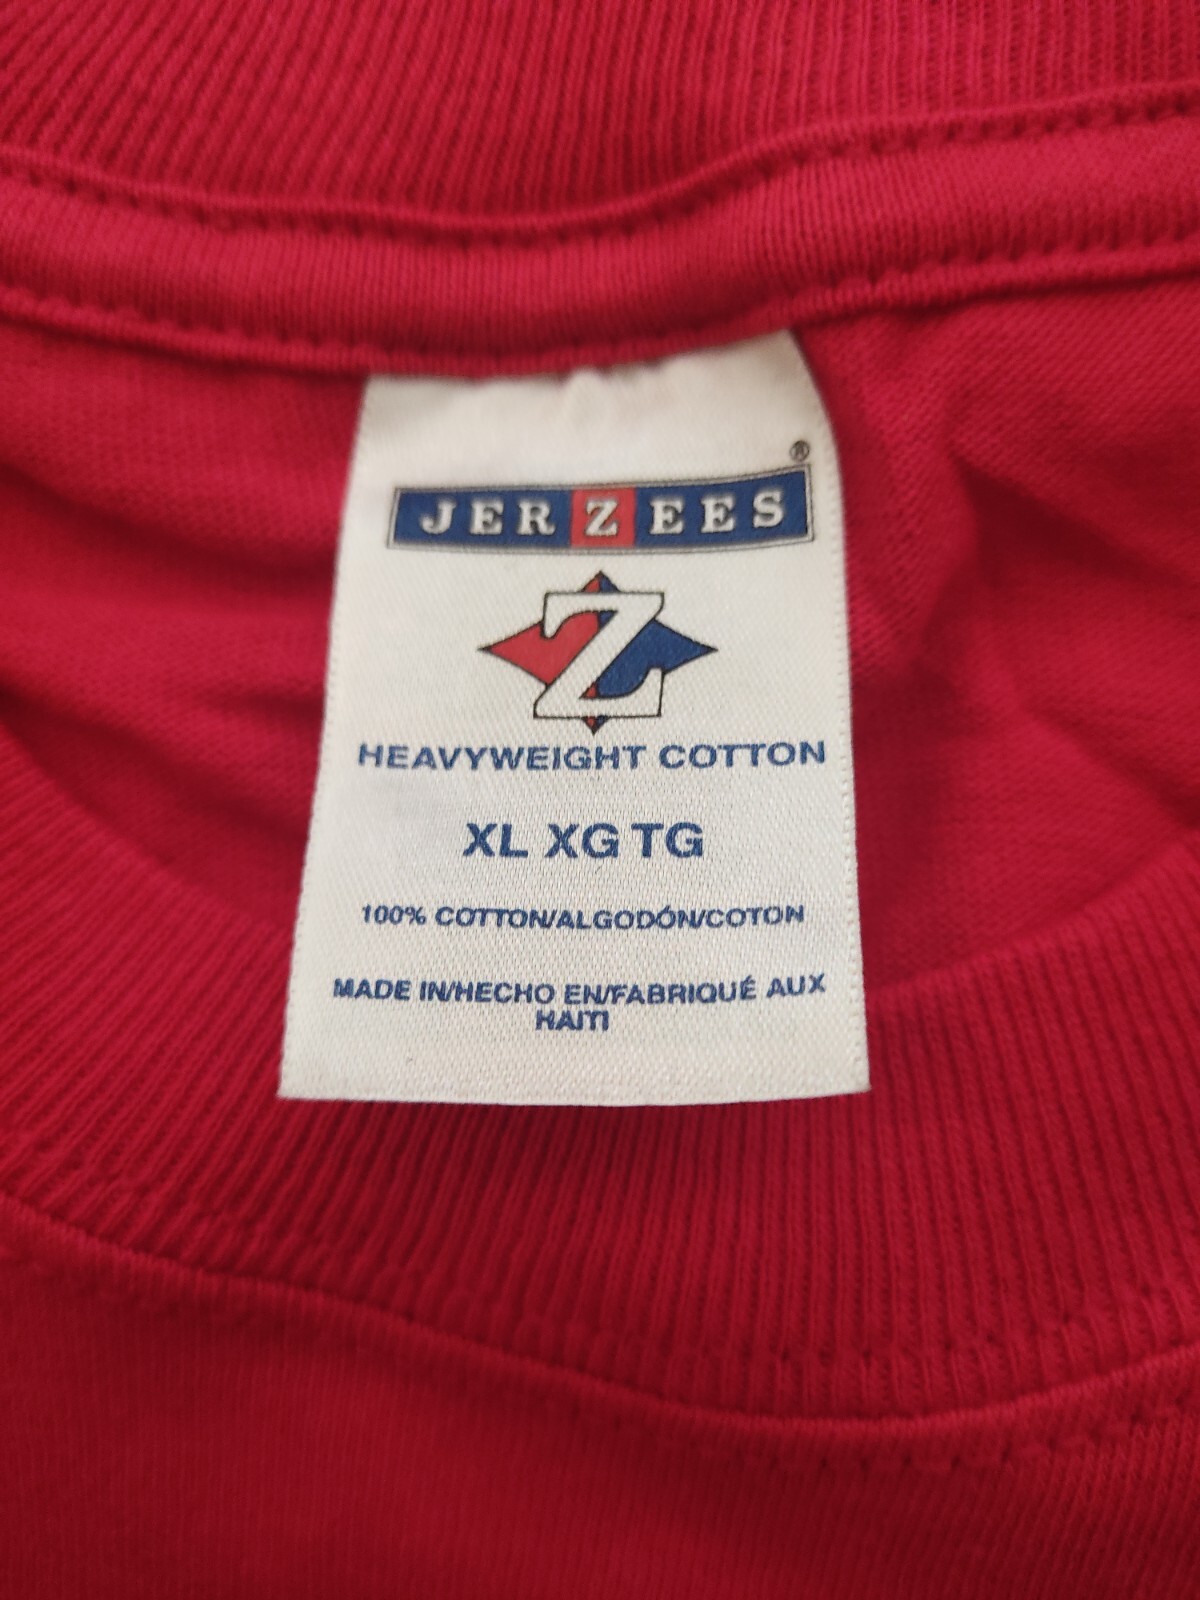 JERZEES®
Z
HEAVYWEIGHT COTTON
XL XG TG
100% COTTON/ALGODÓN/COTON
MADE IN/HECHO EN/FABRIQUÉ AUX
HAITI